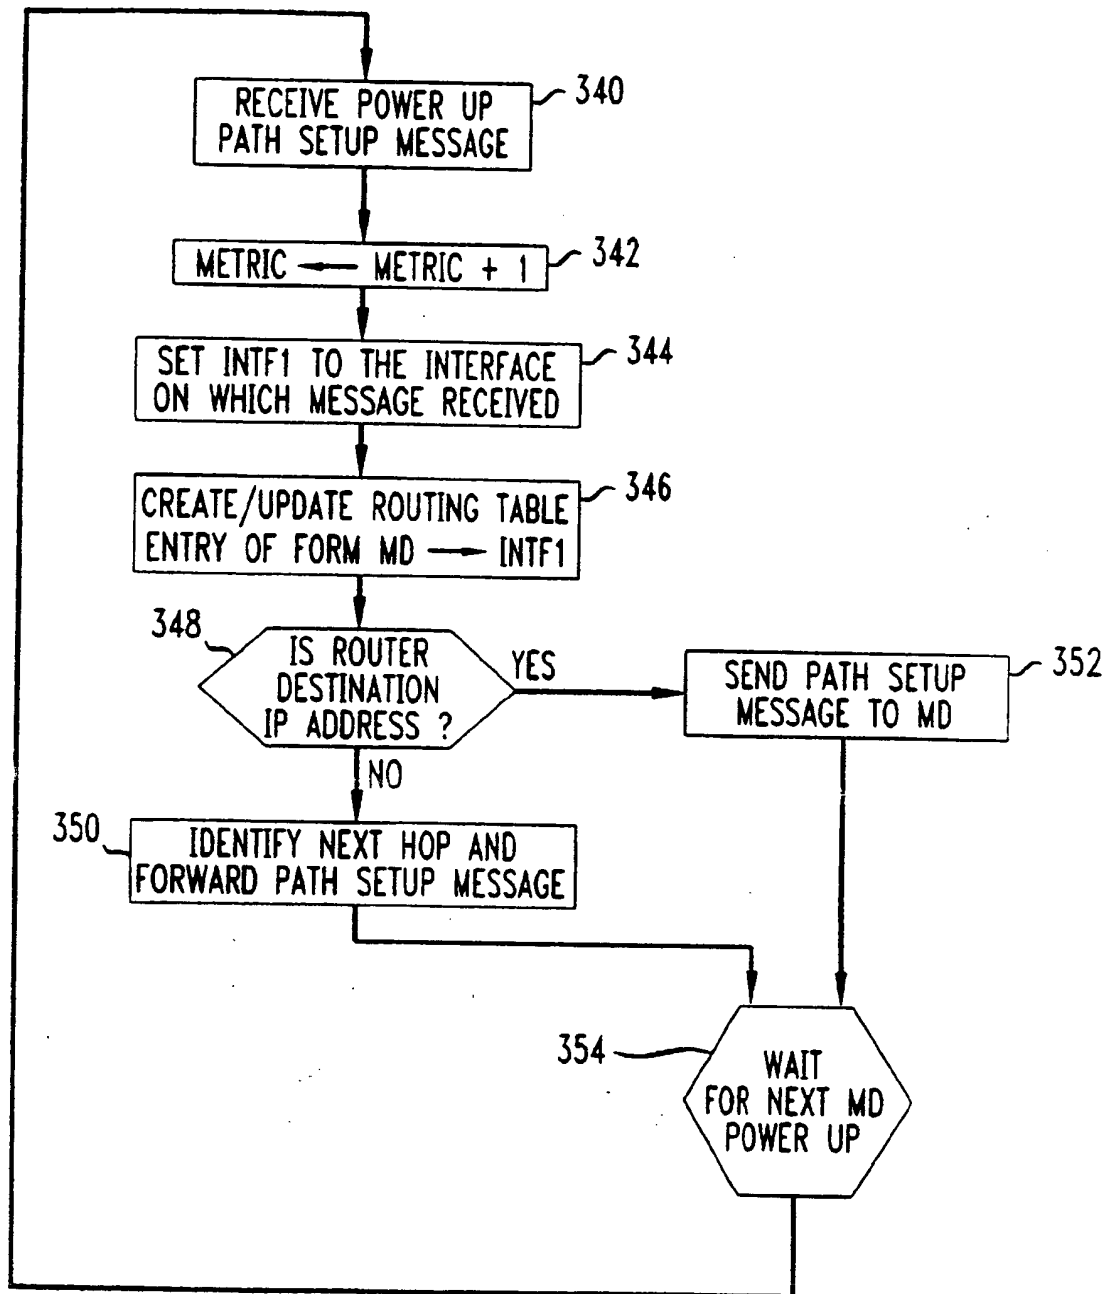 RECEIVE POWER UP
PATH SETUP MESSAGE
340
METRIC ← METRIC + 1
342
SET INTF1 TO THE INTERFACE
ON WHICH MESSAGE RECEIVED
344
CREATE/UPDATE ROUTING TABLE
ENTRY OF FORM MD → INTF1
346
348
IS ROUTER
DESTINATION
IP ADDRESS ?
YES
NO
SEND PATH SETUP
MESSAGE TO MD
352
350
IDENTIFY NEXT HOP AND
FORWARD PATH SETUP MESSAGE
354
WAIT
FOR NEXT MD
POWER UP